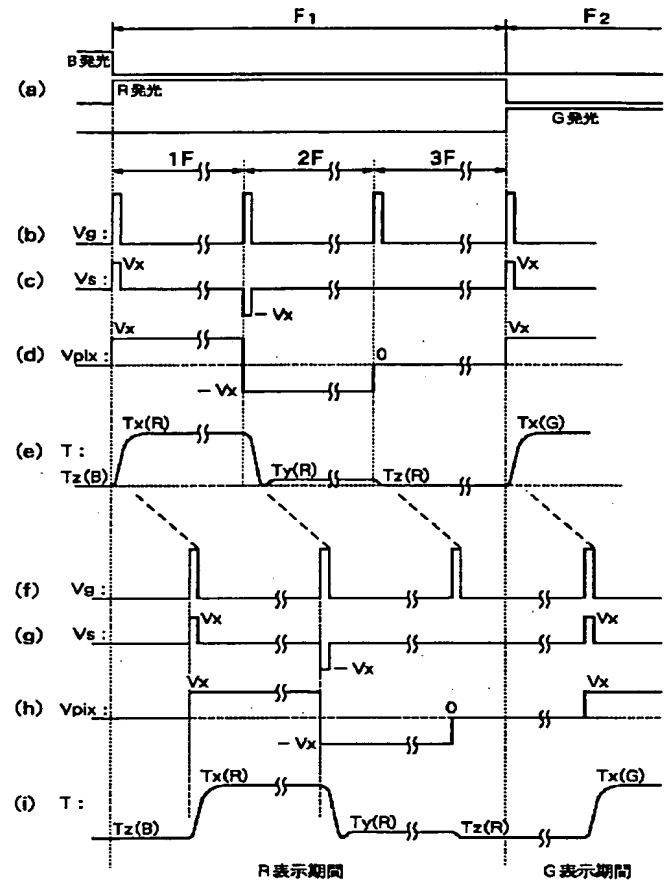 F1 F2
B発光
(a) R発光
G発光
1F 2F 3F
(b) Vg:
(c) Vs: Vx Vx
-Vx
Vx Vx
(d) Vpix: 0
-Vx
Tx(R) Tx(G)
(e) T:
Tz(B) Ty(R) Tz(R)
(f) Vg:
(g) Vs: Vx Vx
-Vx
Vx Vx
(h) Vpix: 0
-Vx
Tx(R) Tx(G)
(i) T:
Tz(B) Ty(R) Tz(R)
R表示期間 G表示期間